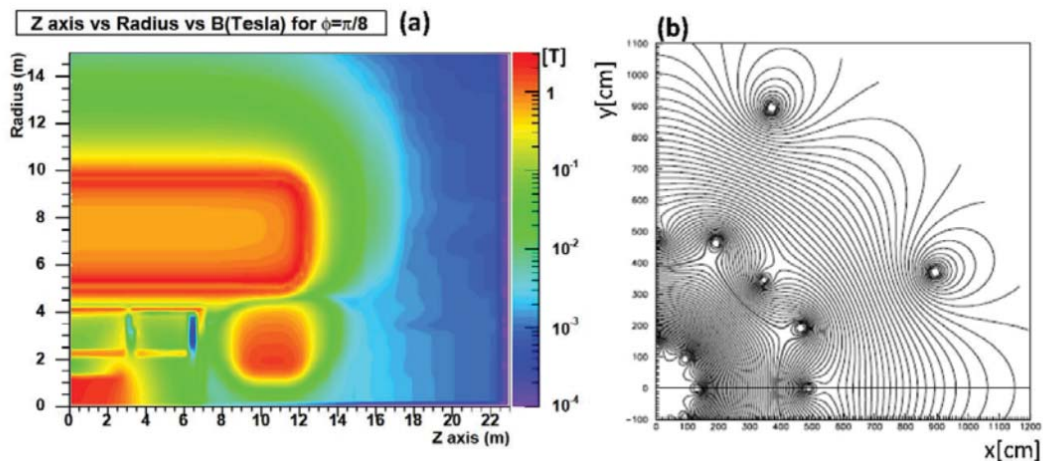 Z axis vs Radius vs B(Tesla) for ϕ=π/8
(a)
[T]
Radius (m)
14
12
10
8
6
4
2
0
0 2 4 6 8 10 12 14 16 18 20 22
Z axis (m)
1
10⁻¹
10⁻²
10⁻³
10⁻⁴
(b)
y[cm]
1100
1000
900
800
700
600
500
400
300
200
100
0
-100
0 100 200 300 400 500 600 700 800 900 1000 1100 1200
x[cm]